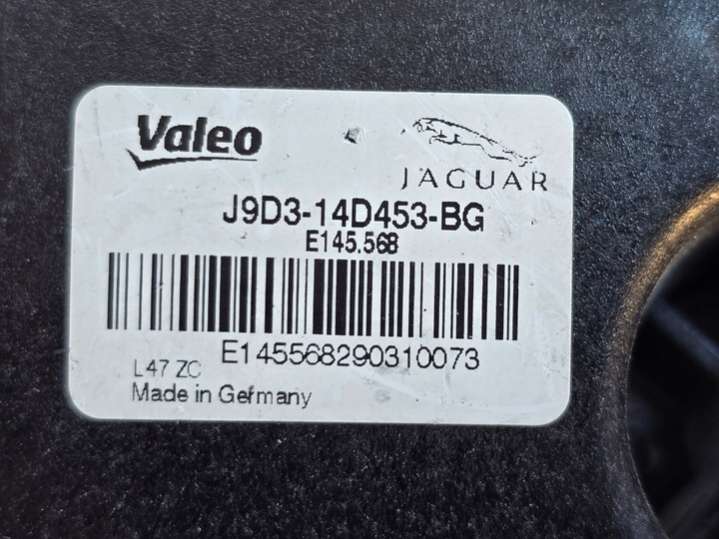 Valeo
JAGUAR
J9D3-14D453-BG
E145.568
E145568290310073
L47 ZC
Made in Germany